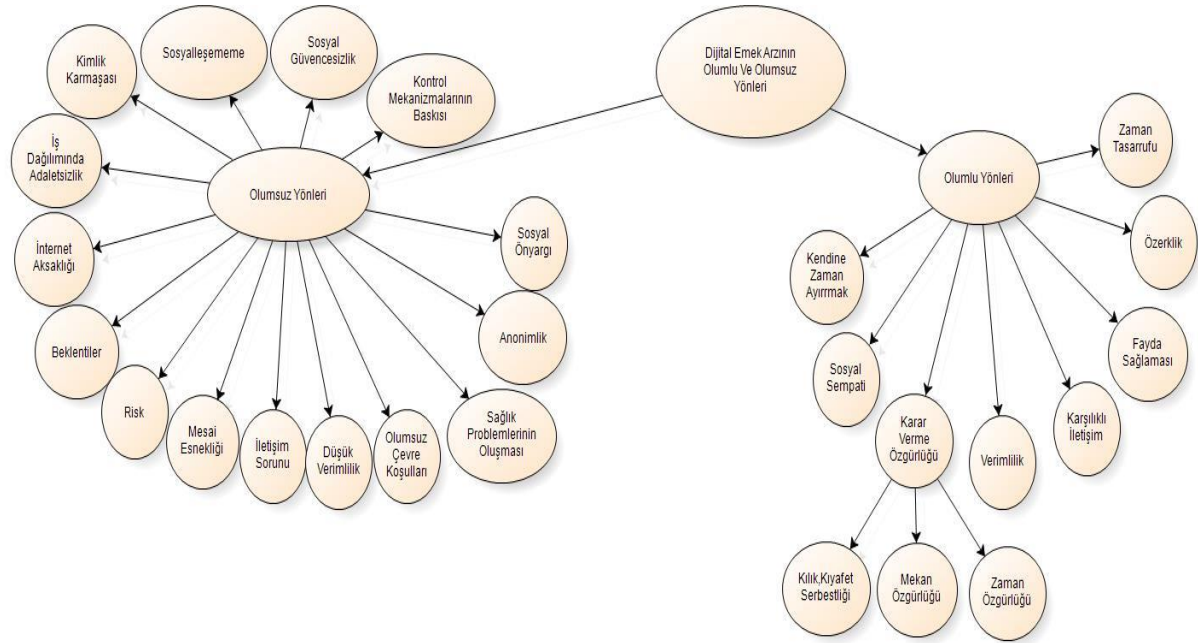 Dijital Emek Arzının
Olumlu Ve Olumsuz
Yönleri
Olumsuz Yönleri
Kimlik
Karmaşası
Sosyalleşememe
Sosyal
Güvencesizlik
Kontrol
Mekanizmalarının
Baskısı
İş
Dağılımında
Adaletsizlik
İnternet
Aksaklığı
Beklentiler
Risk
Mesai
Esnekliği
İletişim
Sorunu
Düşük
Verimlilik
Olumsuz
Çevre
Koşulları
Sağlık
Problemlerinin
Oluşması
Anonimlik
Sosyal
Önyargı
Olumlu Yönleri
Zaman
Tasarrufu
Özerklik
Fayda
Sağlaması
Karşılıklı
İletişim
Verimlilik
Karar
Verme
Özgürlüğü
Sosyal
Sempati
Kendine
Zaman
Ayırrmak
Kılık,Kıyafet
Serbestliği
Mekan
Özgürlüğü
Zaman
Özgürlüğü